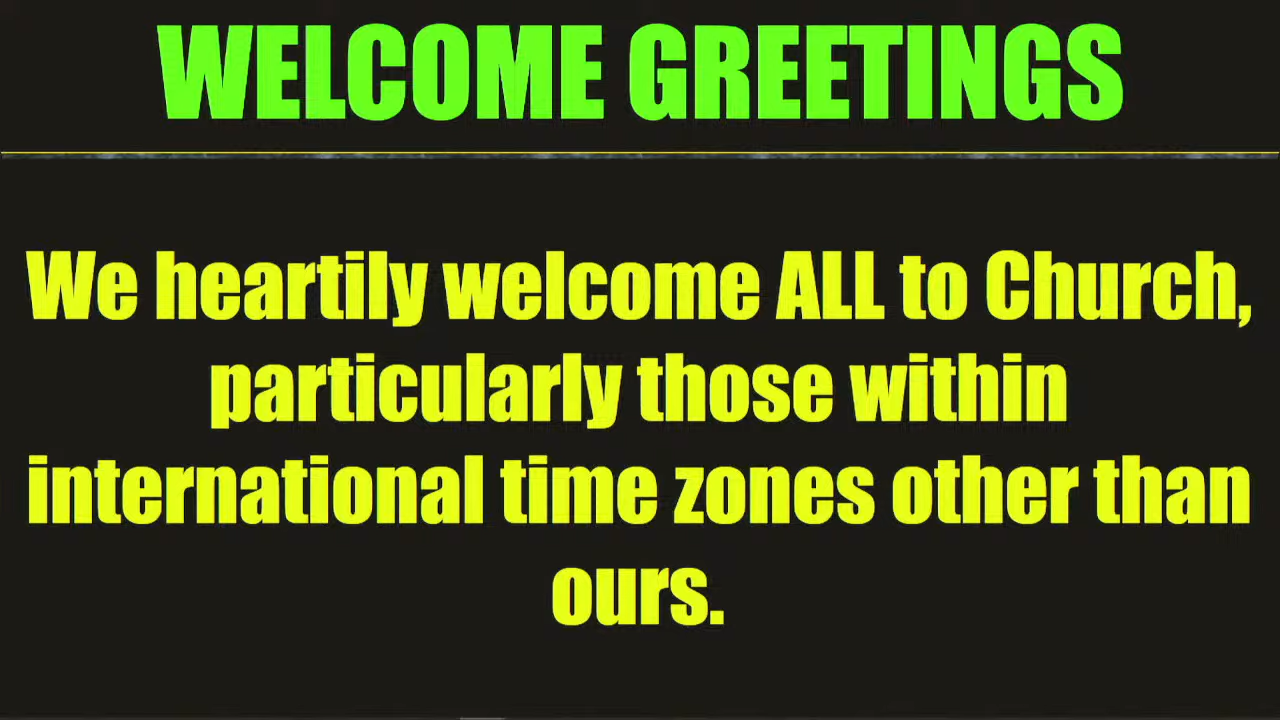 WELCOME GREETINGS
We heartily welcome ALL to Church,
particularly those within
international time zones other than
ours.